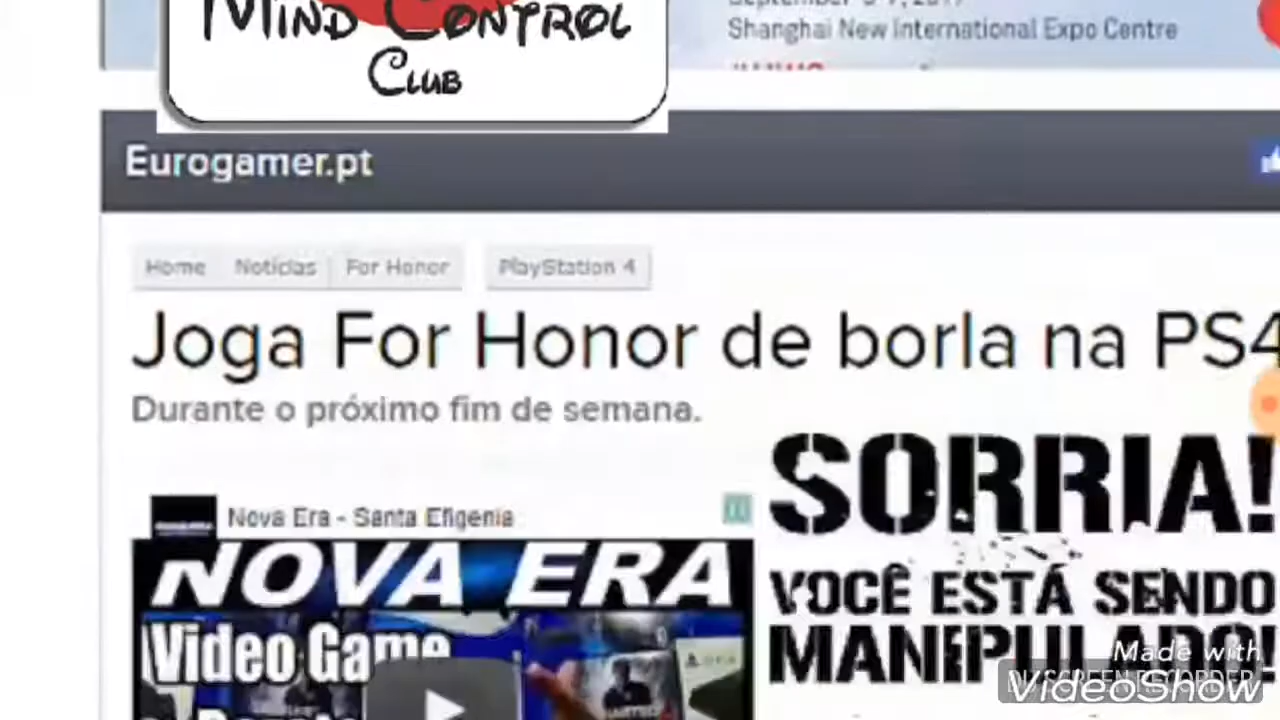 MIND CONTROL
CLUB
Shanghai New International Expo Centre
Eurogamer.pt
Home Notícias For Honor PlayStation 4
Joga For Honor de borla na PS4
Durante o próximo fim de semana.
SORRIA!
VOCÊ ESTÁ SENDO
MANIPULADO!
Nova Era - Santa Efigenia
NOVA ERA
Video Game
Made with
VideoShow